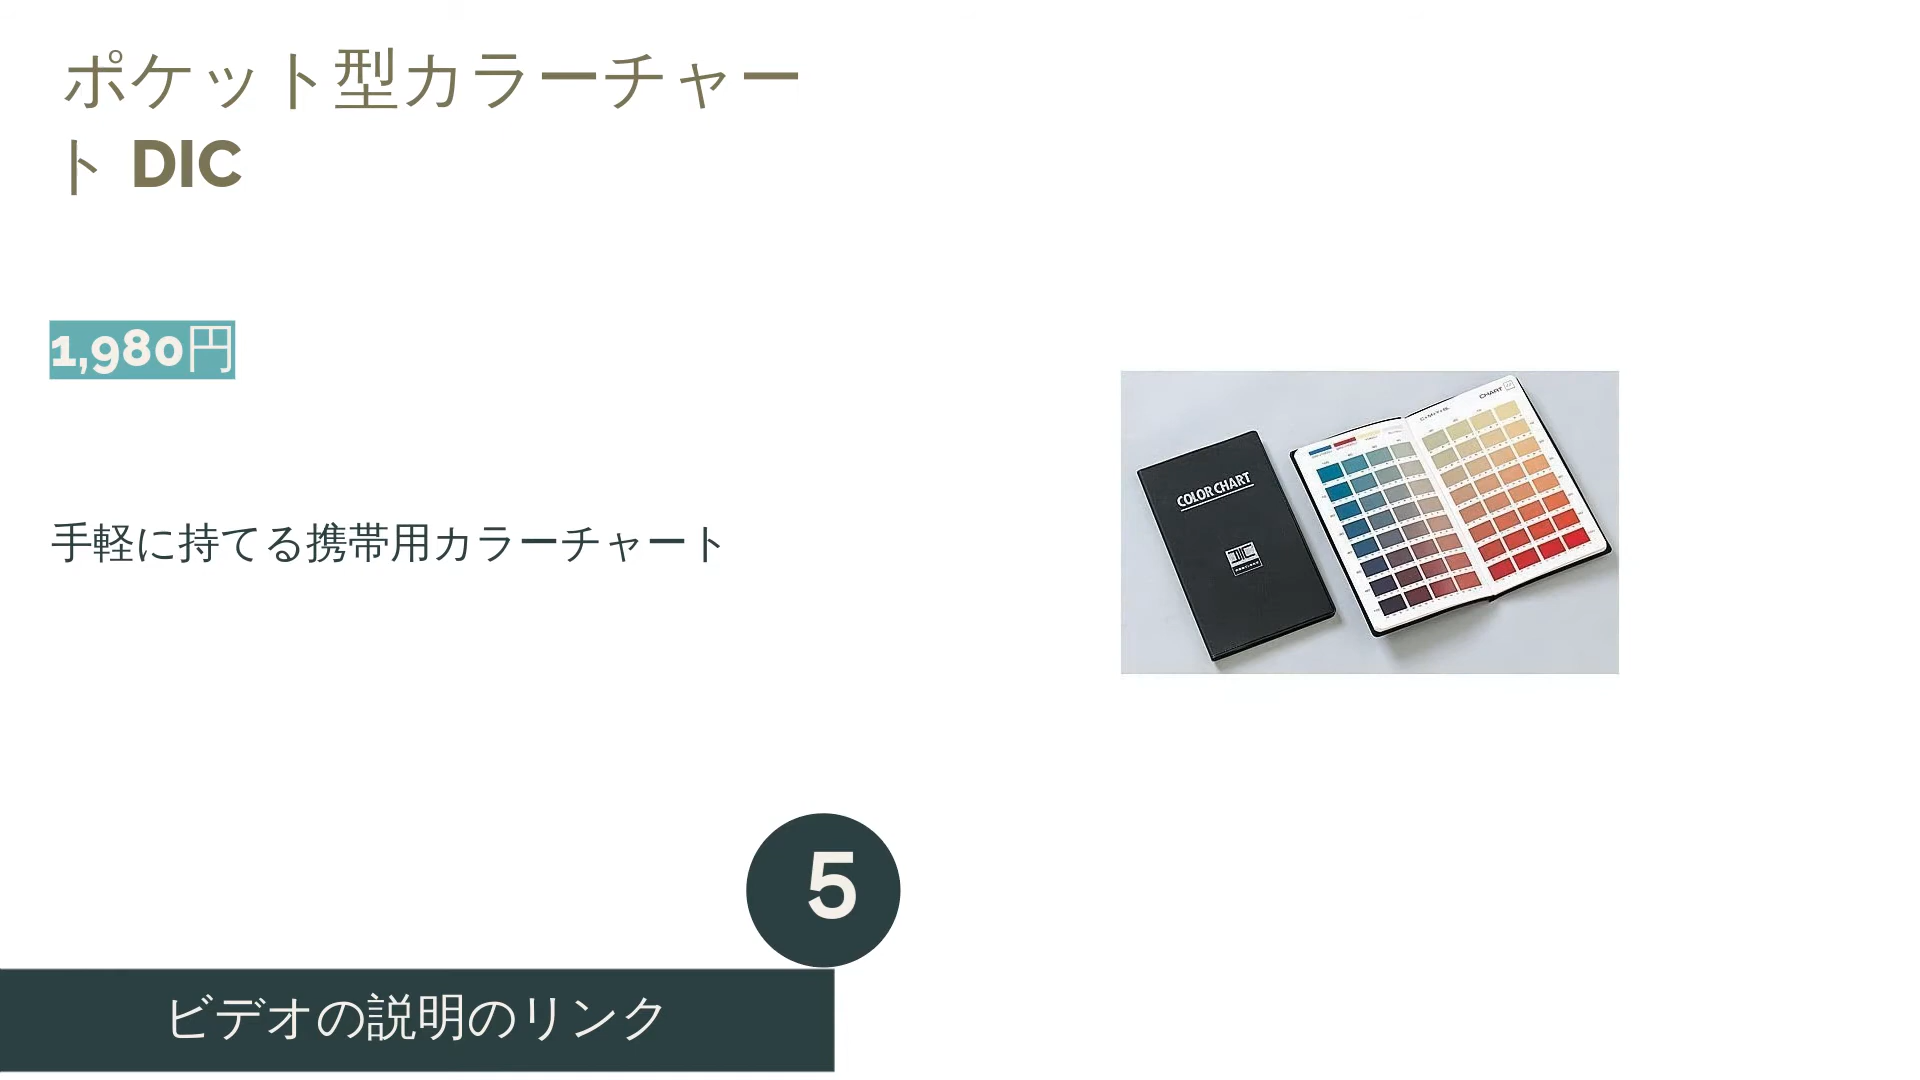 ポケット型カラーチャー
ト DIC
1,980円
手軽に持てる携帯用カラーチャート
COLOR CHART
DIC
CHART
5
ビデオの説明のリンク